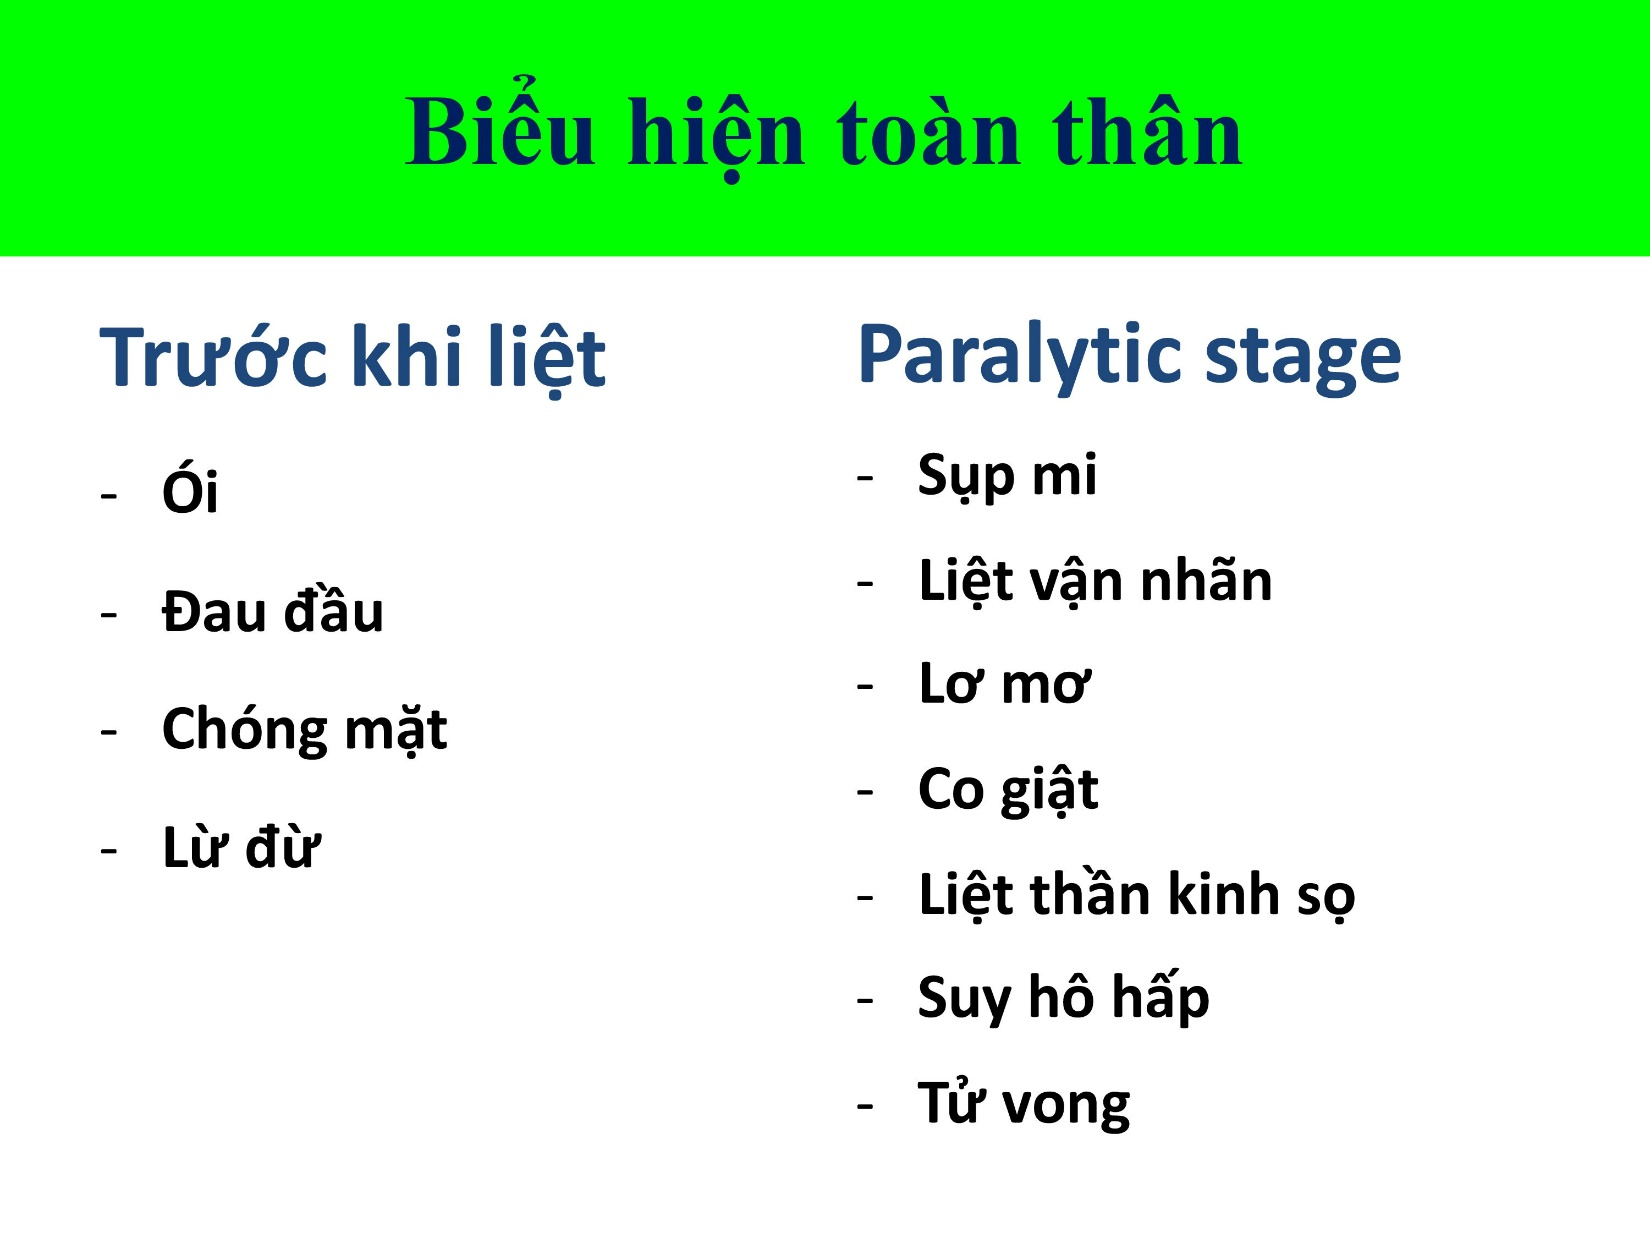 Biểu hiện toàn thân
Trước khi liệt
- Ói
- Đau đầu
- Chóng mặt
- Lừ đừ
Paralytic stage
- Sụp mi
- Liệt vận nhãn
- Lơ mơ
- Co giật
- Liệt thần kinh sọ
- Suy hô hấp
- Tử vong